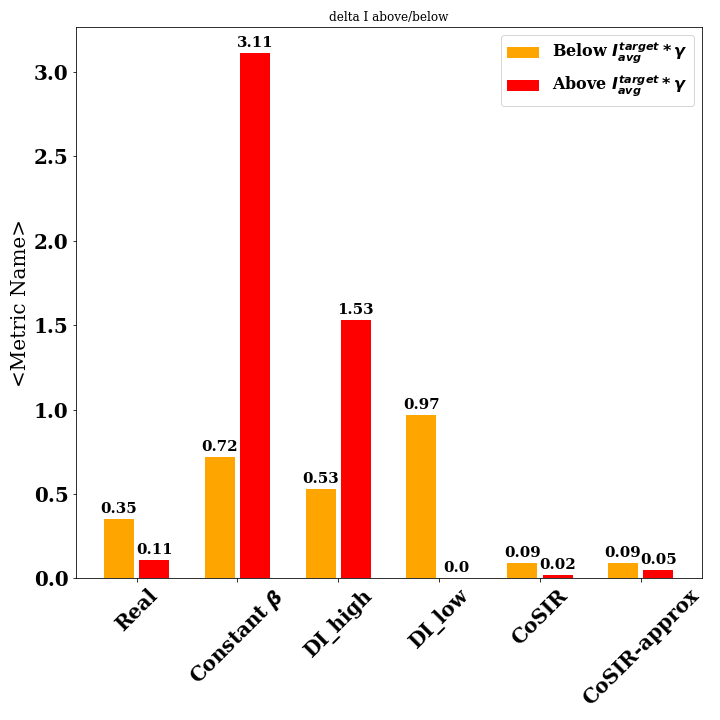 delta I above/below
Below $I_{avg}^{target} * \gamma$
Above $I_{avg}^{target} * \gamma$
<Metric Name>
3.0
2.5
2.0
1.5
1.0
0.5
0.0
0.35
0.11
0.72
3.11
0.53
1.53
0.97
0.0
0.09
0.02
0.09
0.05
Real
Constant β
DI_high
DI_low
CoSIR
CoSIR-approx